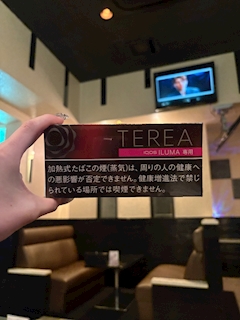 TEREA
IQOS ILUMA 専用
加熱式たばこの煙(蒸気)は、周りの人の健康へ
の悪影響が否定できません。健康増進法で禁じ
られている場所では喫煙できません。